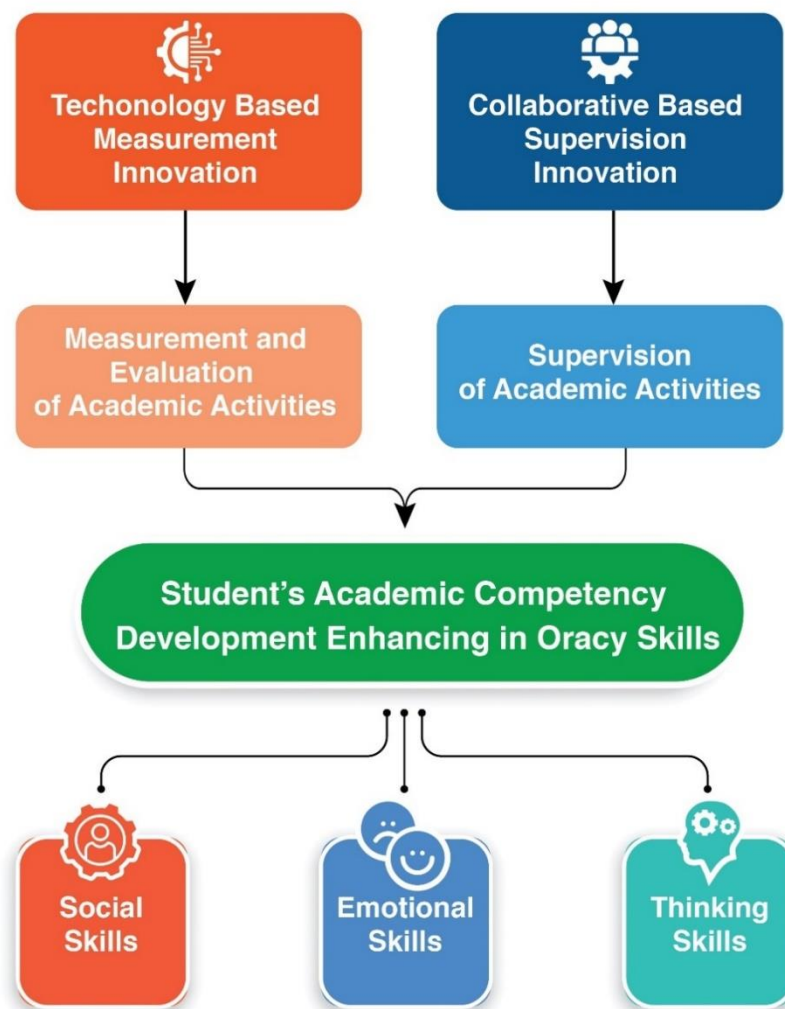 Techonology Based
Measurement
Innovation
Collaborative Based
Supervision
Innovation
Measurement and
Evaluation
of Academic Activities
Supervision
of Academic Activities
Student’s Academic Competency
Development Enhancing in Oracy Skills
Social
Skills
Emotional
Skills
Thinking
Skills